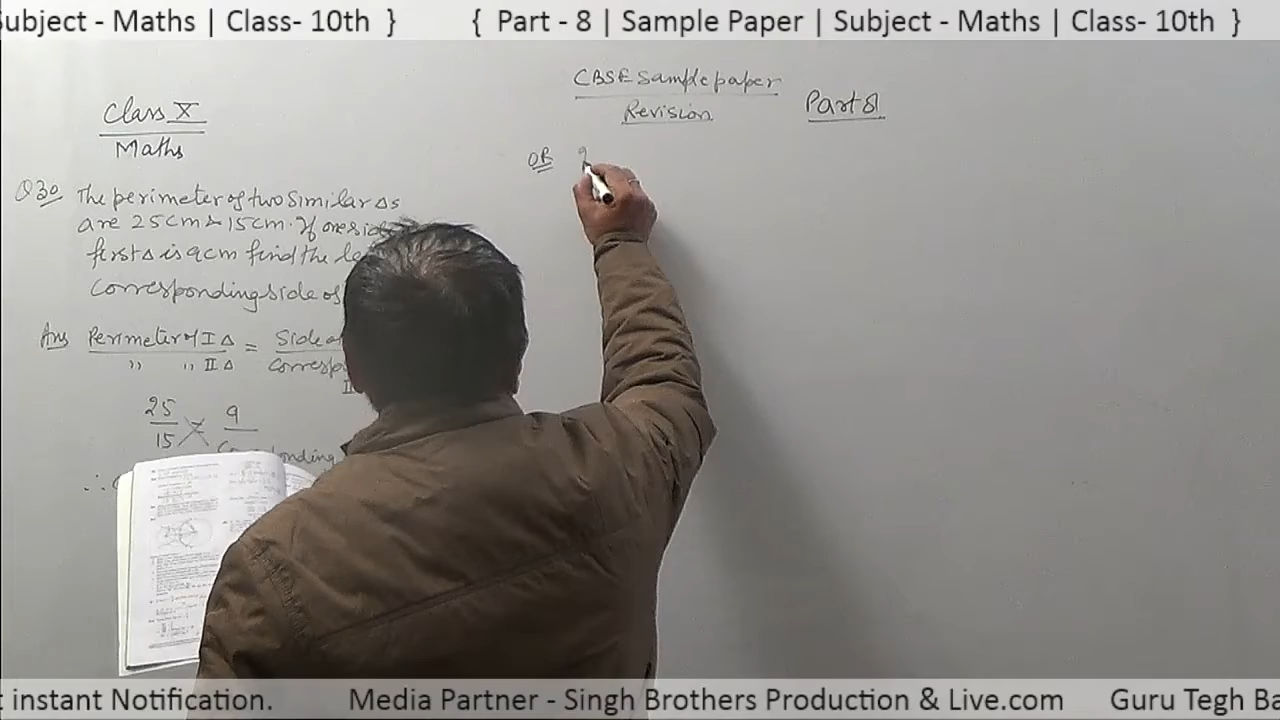 Subject - Maths | Class- 10th } { Part - 8 | Sample Paper | Subject - Maths | Class- 10th }
CBSE Sample paper
Revision
Part 8
Class X
Maths
Q30 The perimeter of two similar Δs
are 25cm & 15cm. If one side
first Δ is 9cm find the
Corresponding side of
Ans Perimeter of I Δ = Side of
" " II Δ Corresp
25 = 9
15 Corresponding
∴
OR
t instant Notification. Media Partner - Singh Brothers Production & Live.com Guru Tegh Ba